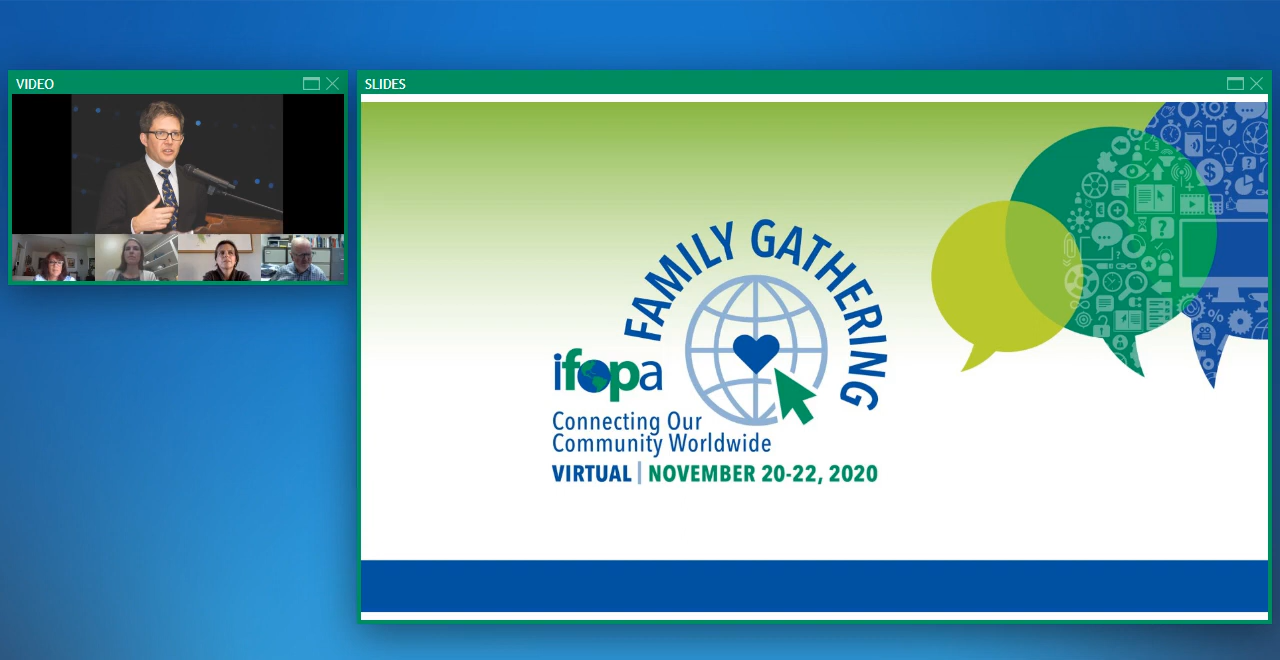 VIDEO
SLIDES
FAMILY GATHERING
ifopa
Connecting Our
Community Worldwide
VIRTUAL | NOVEMBER 20-22, 2020